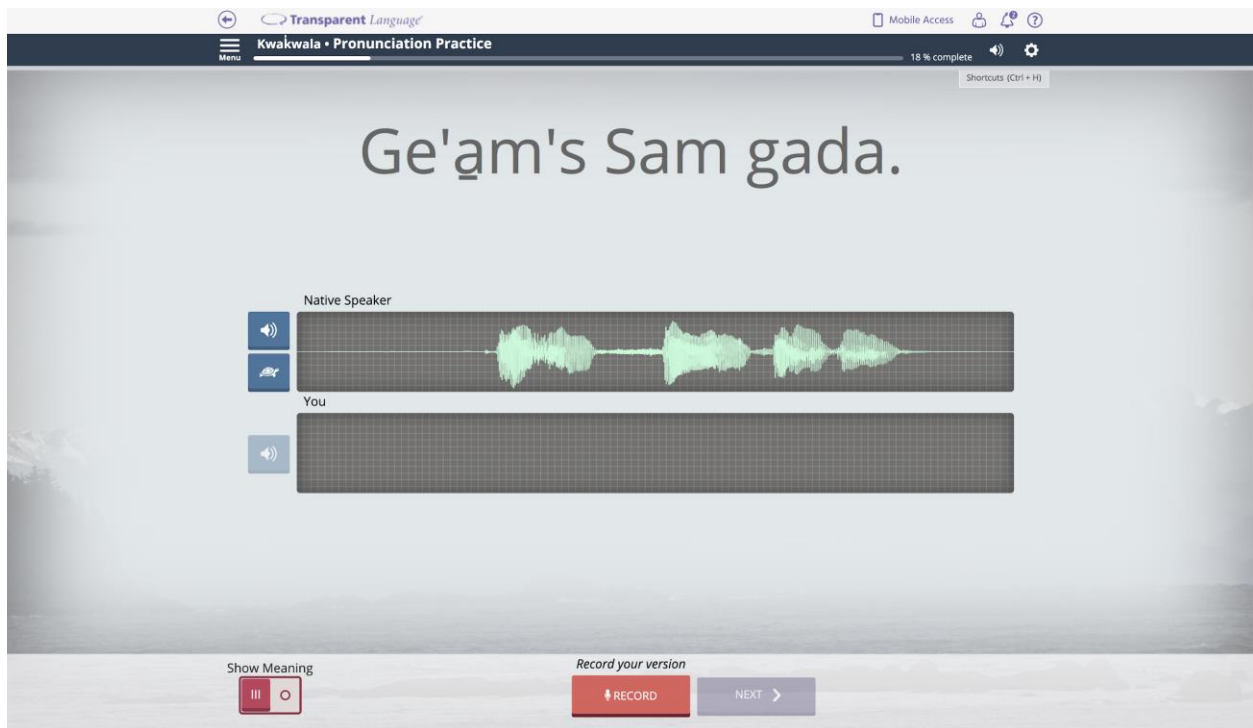 Transparent Language
Mobile Access
2
?
Menu
Kwak̓wala • Pronunciation Practice
18 % complete
Shortcuts (Ctrl + H)
Ge'a̱m's Sam gada.
Native Speaker
You
Show Meaning
Record your version
RECORD
NEXT